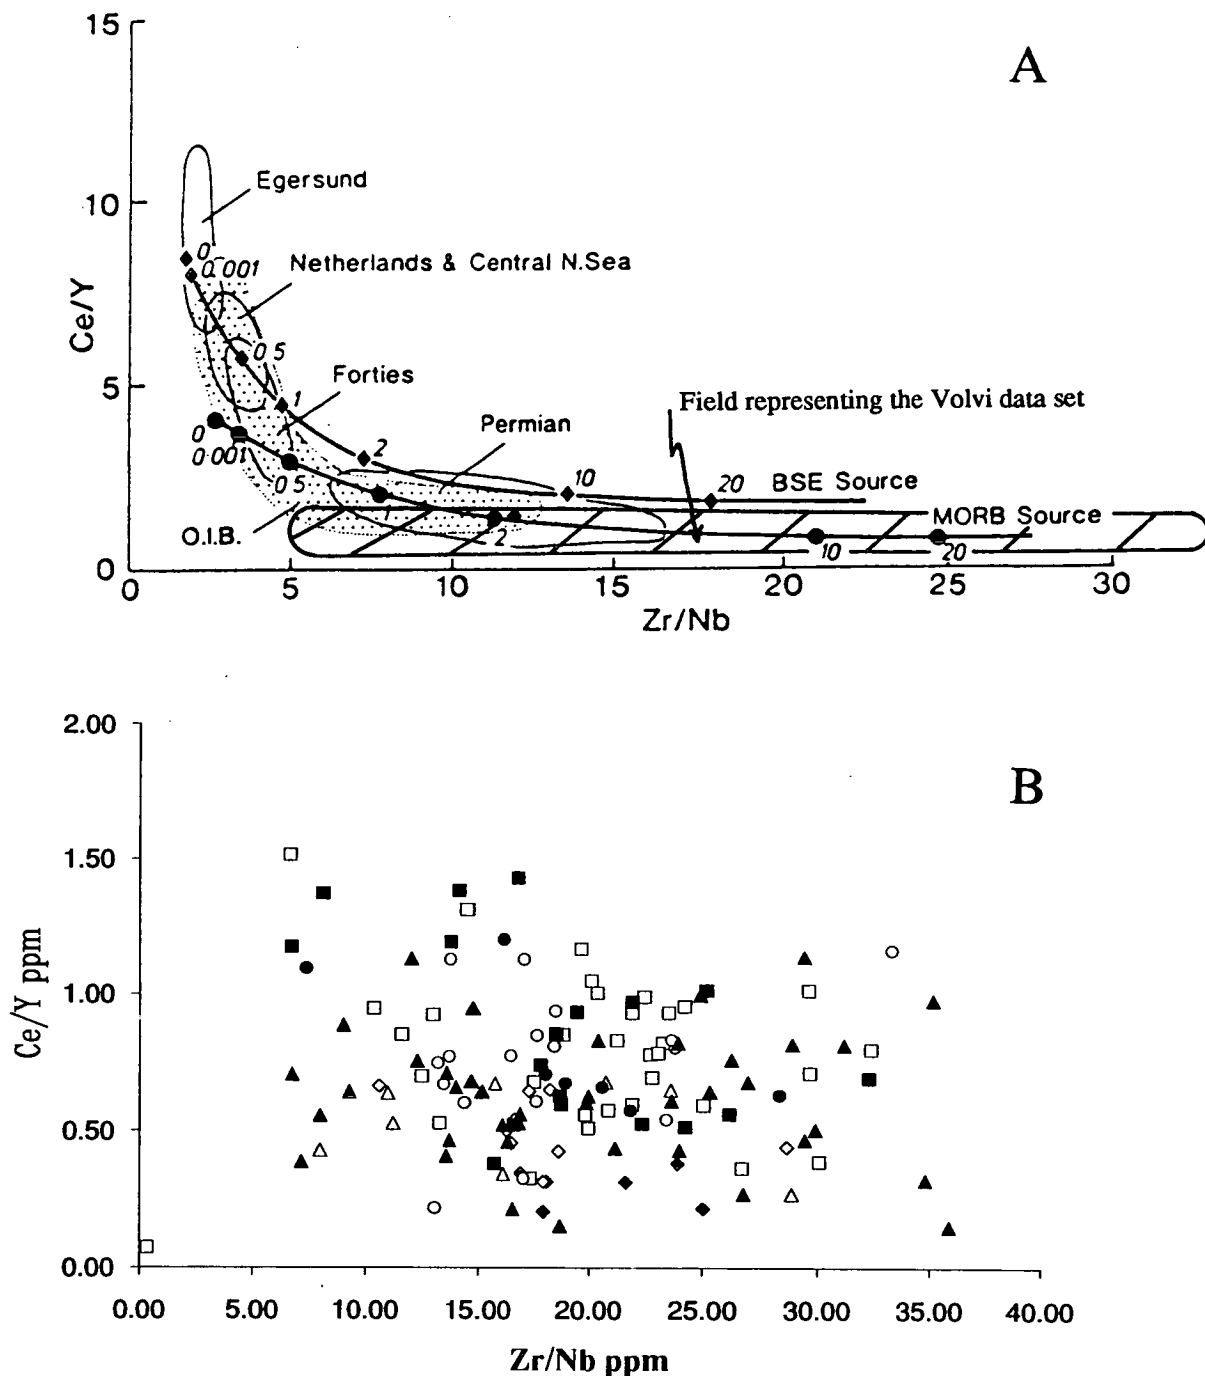 15
A
Egersund
10
0
0.001
Netherlands & Central N.Sea
Ce/Y
0 5
Forties
5
1
Field representing the Volvi data set
Permian
0
0·001
2
10
20
BSE Source
0 5
O.I.B.
1
2
MORB Source
10
20
0
0
5
10
15
20
25
30
Zr/Nb
2.00
B
1.50
Ce/Y ppm
1.00
0.50
0.00
0.00
5.00
10.00
15.00
20.00
25.00
30.00
35.00
40.00
Zr/Nb ppm